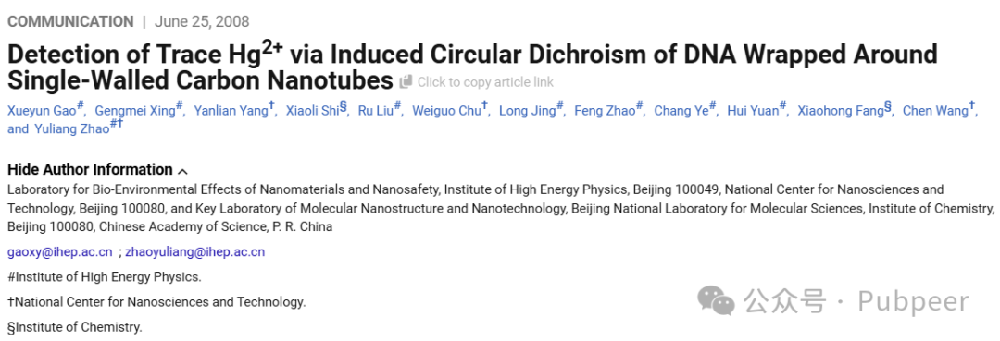 COMMUNICATION | June 25, 2008
Detection of Trace Hg2+ via Induced Circular Dichroism of DNA Wrapped Around
Single-Walled Carbon Nanotubes Click to copy article link
Xueyun Gao#, Gengmei Xing#, Yanlian Yang†, Xiaoli Shi§, Ru Liu#, Weiguo Chu†, Long Jing#, Feng Zhao#, Chang Ye#, Hui Yuan#, Xiaohong Fang§, Chen Wang†,
and Yuliang Zhao#†
Hide Author Information
Laboratory for Bio-Environmental Effects of Nanomaterials and Nanosafety, Institute of High Energy Physics, Beijing 100049, National Center for Nanosciences and
Technology, Beijing 100080, and Key Laboratory of Molecular Nanostructure and Nanotechnology, Beijing National Laboratory for Molecular Sciences, Institute of Chemistry,
Beijing 100080, Chinese Academy of Science, P. R. China
gaoxy@ihep.ac.cn ; zhaoyuliang@ihep.ac.cn
#Institute of High Energy Physics.
†National Center for Nanosciences and Technology.
§Institute of Chemistry.
公众号 · Pubpeer